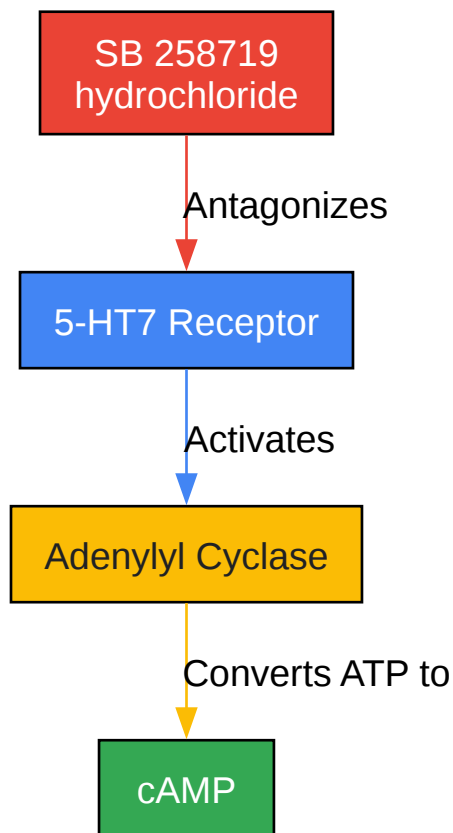 SB 258719
hydrochloride
Antagonizes
5-HT7 Receptor
Activates
Adenylyl Cyclase
Converts ATP to
cAMP